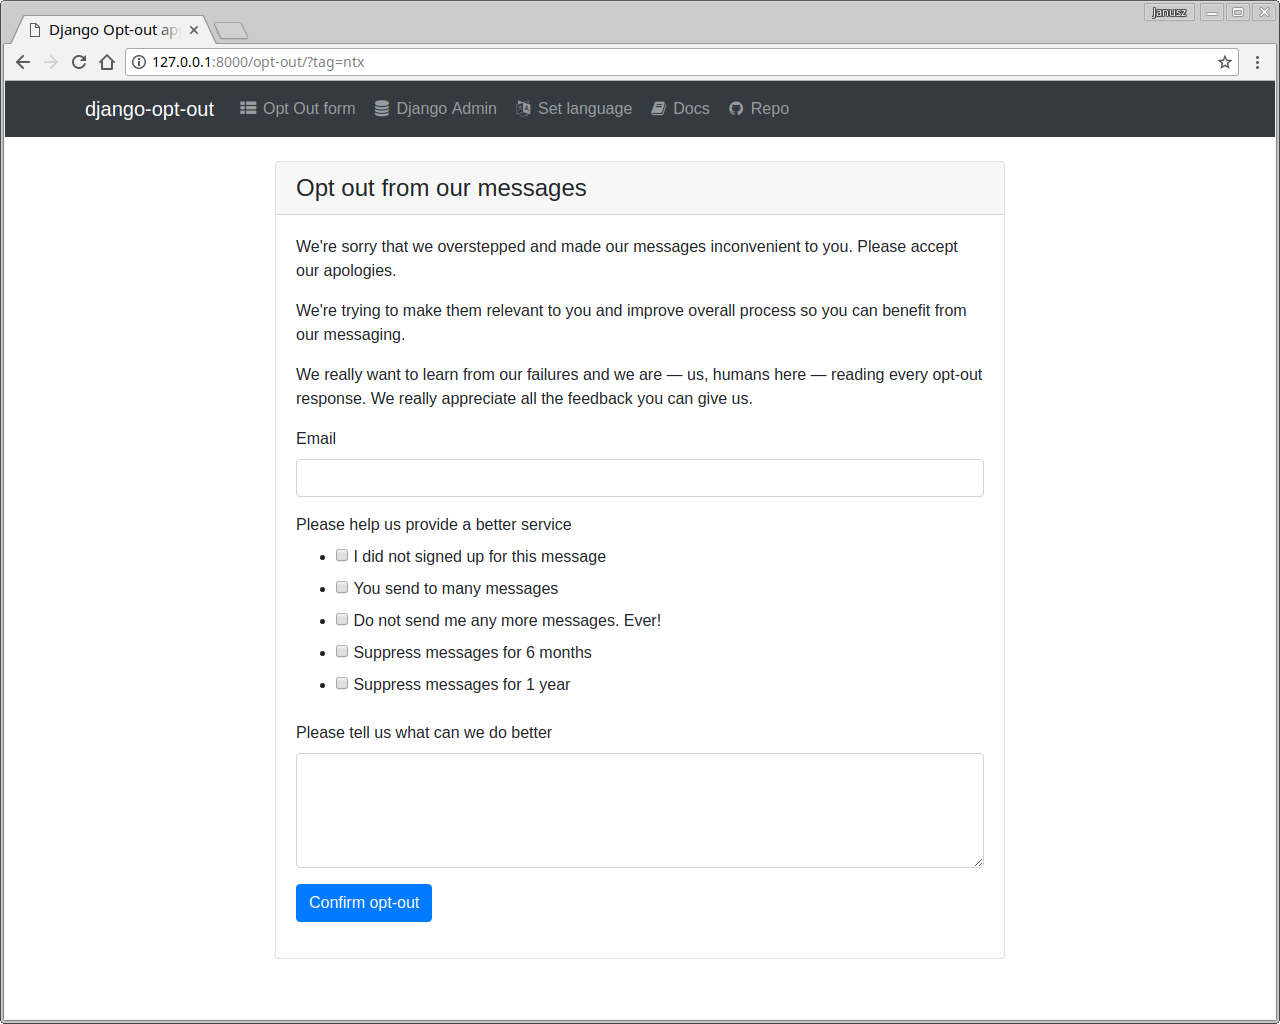 Janusz
Django Opt-out ap
127.0.0.1:8000/opt-out/?tag=ntx
django-opt-out Opt Out form Django Admin Set language Docs Repo
Opt out from our messages
We're sorry that we overstepped and made our messages inconvenient to you. Please accept
our apologies.
We're trying to make them relevant to you and improve overall process so you can benefit from
our messaging.
We really want to learn from our failures and we are — us, humans here — reading every opt-out
response. We really appreciate all the feedback you can give us.
Email
Please help us provide a better service
I did not signed up for this message
You send to many messages
Do not send me any more messages. Ever!
Suppress messages for 6 months
Suppress messages for 1 year
Please tell us what can we do better
Confirm opt-out